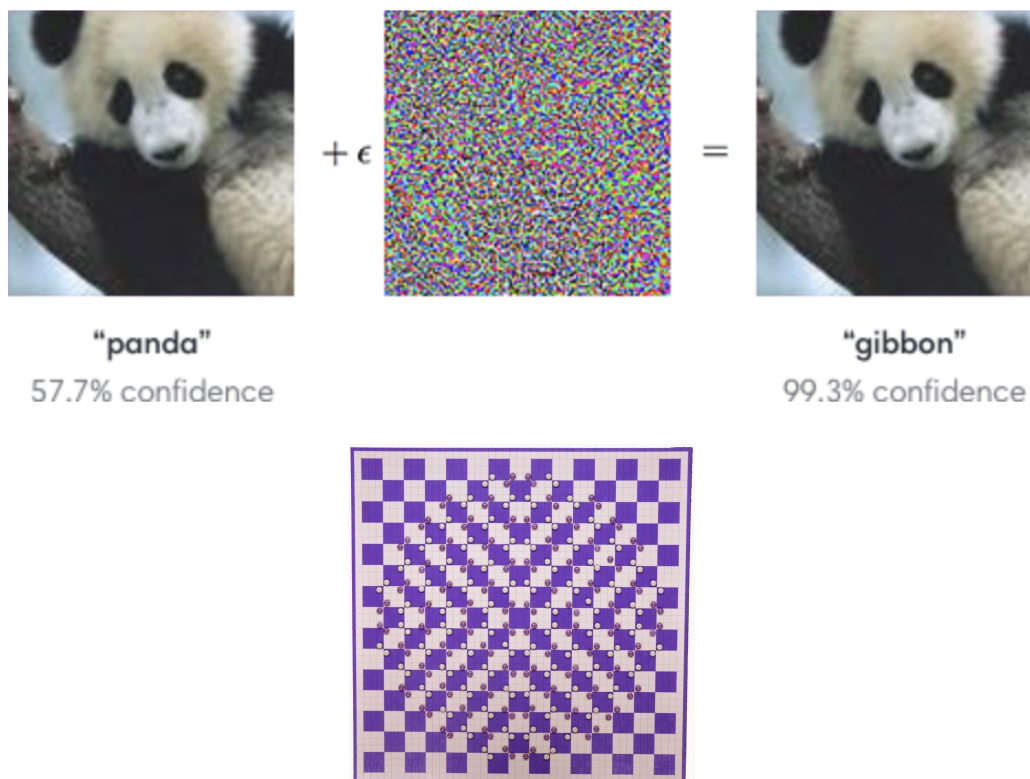 + ϵ
=
“panda”
“gibbon”
57.7% confidence
99.3% confidence